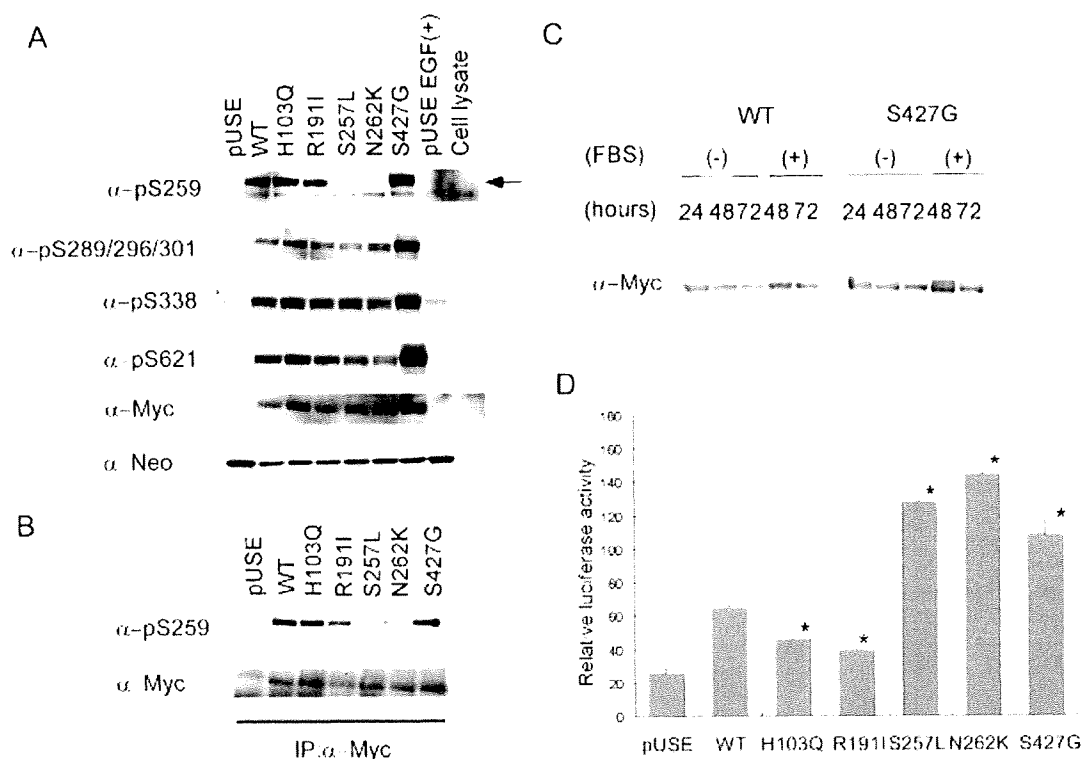 A
pUSE
WT
H103Q
R191I
S257L
N262K
S427G
pUSE EGF(+)
Cell lysate
α-pS259
α-pS289/296/301
α-pS338
α-pS621
α-Myc
α Neo
B
pUSE
WT
H103Q
R191I
S257L
N262K
S427G
α-pS259
α Myc
IP:α-Myc
C
WT S427G
(FBS) (-) (+) (-) (+)
(hours) 24 48 72 48 72 24 48 72 48 72
α-Myc
D
Relative luciferase activity
180
160
140
120
100
80
60
40
20
0
* * * * *
pUSE WT H103Q R191I S257L N262K S427G